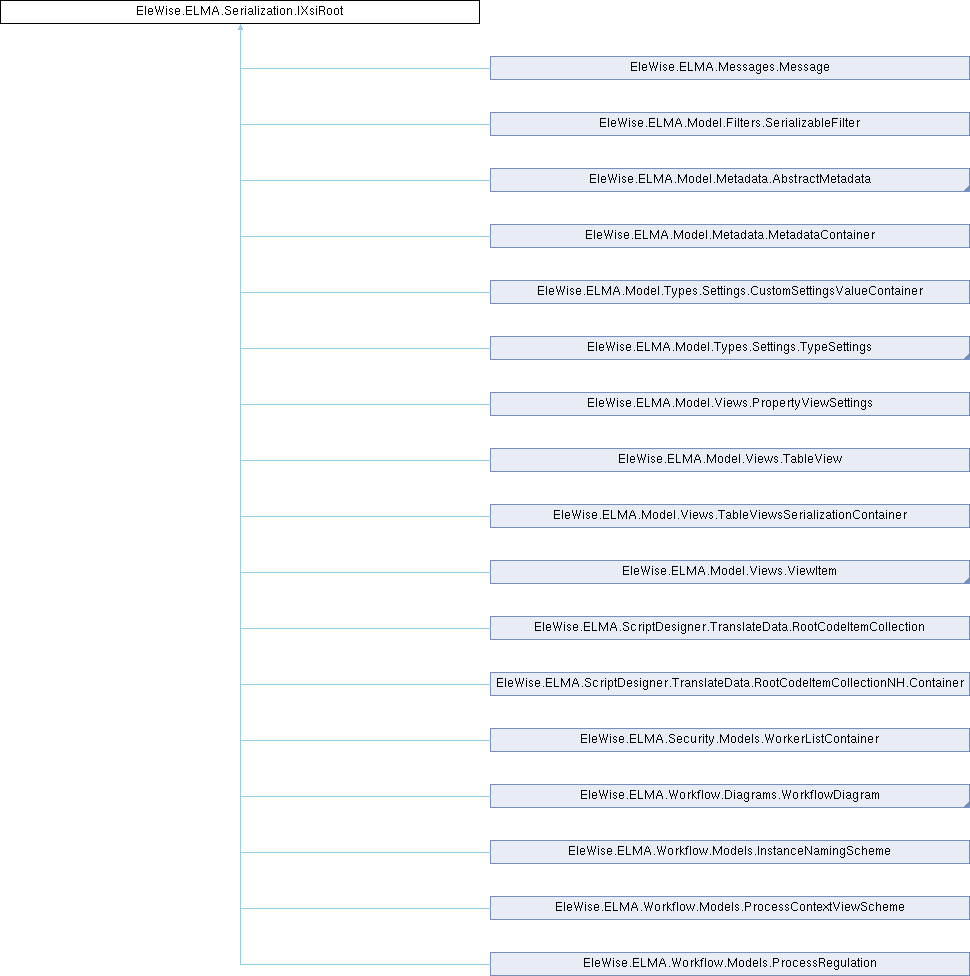 EleWise.ELMA.Serialization.IXsiRoot
EleWise.ELMA.Messages.Message
EleWise.ELMA.Model.Filters.SerializableFilter
EleWise.ELMA.Model.Metadata.AbstractMetadata
EleWise.ELMA.Model.Metadata.MetadataContainer
EleWise.ELMA.Model.Types.Settings.CustomSettingsValueContainer
EleWise.ELMA.Model.Types.Settings.TypeSettings
EleWise.ELMA.Model.Views.PropertyViewSettings
EleWise.ELMA.Model.Views.TableView
EleWise.ELMA.Model.Views.TableViewsSerializationContainer
EleWise.ELMA.Model.Views.ViewItem
EleWise.ELMA.ScriptDesigner.TranslateData.RootCodeItemCollection
EleWise.ELMA.ScriptDesigner.TranslateData.RootCodeItemCollectionNH.Container
EleWise.ELMA.Security.Models.WorkerListContainer
EleWise.ELMA.Workflow.Diagrams.WorkflowDiagram
EleWise.ELMA.Workflow.Models.InstanceNamingScheme
EleWise.ELMA.Workflow.Models.ProcessContextViewScheme
EleWise.ELMA.Workflow.Models.ProcessRegulation